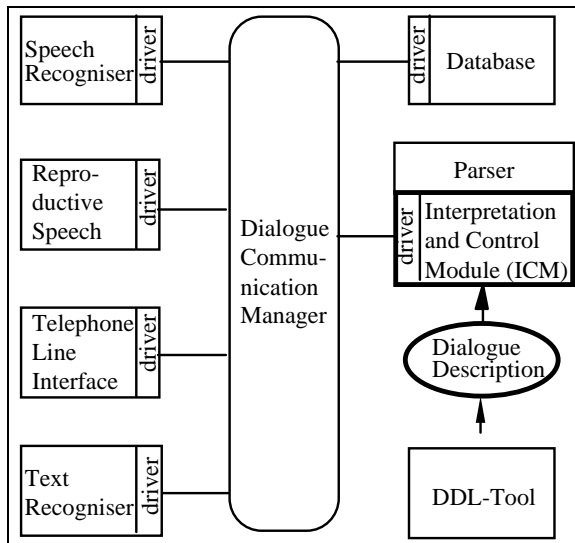 Speech
Recogniser
driver
Repro-
ductive
Speech
driver
Telephone
Line
Interface
driver
Text
Recogniser
driver
Dialogue
Commu-
nication
Manager
driver
Database
Parser
driver
Interpretation
and Control
Module (ICM)
Dialogue
Description
DDL-Tool